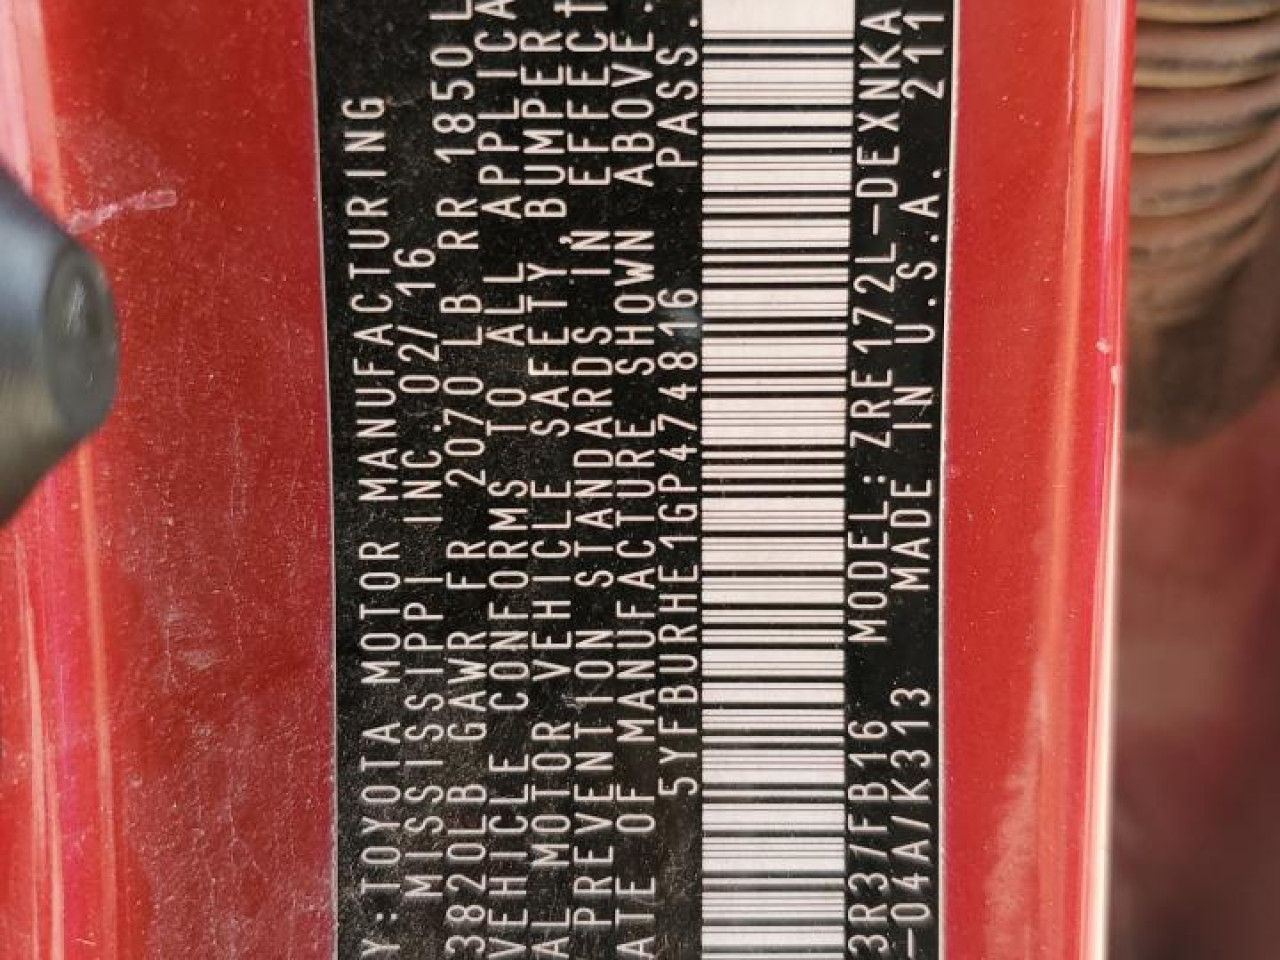 Y:TOYOTA MOTOR MANUFACTURING
MISSISSIPPI INC. 02/16
3820LB GAWR FR 2070 LB RR 1850 L
VEHICLE CONFORMS TO ALL APPLICA
AL MOTOR VEHICLE SAFETY, BUMPER
PREVENTION STANDARDS IN EFFECT
ATE OF MANUFACTURE SHOWN ABOVE.
5YFBURHE1GP474816 PASS.
3R37/FB16 MODEL:ZRE172L-DEXNKA
-04A/K313 MADE IN U.S.A. 211